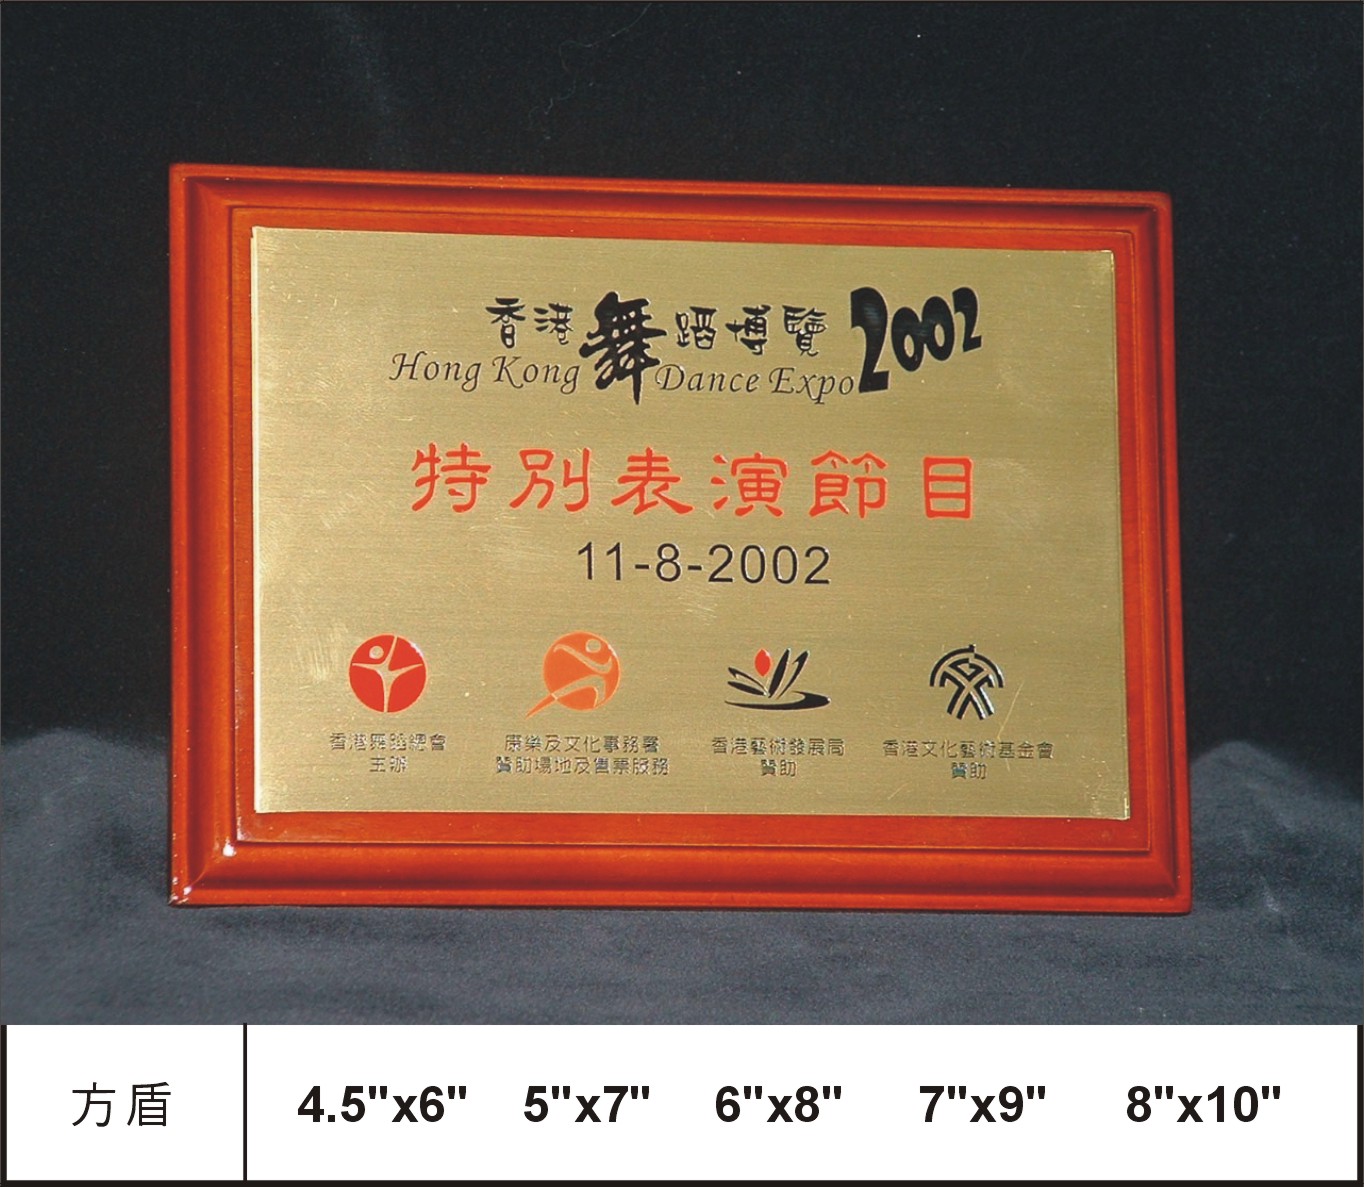 香港舞蹈博覽2002
Hong Kong Dance Expo
特別表演節目
11-8-2002
香港舞蹈總會
主辦
康樂及文化事務署
贊助場地及售票服務
香港藝術發展局
贊助
香港文化藝術基金會
贊助
方盾 4.5"x6" 5"x7" 6"x8" 7"x9" 8"x10"